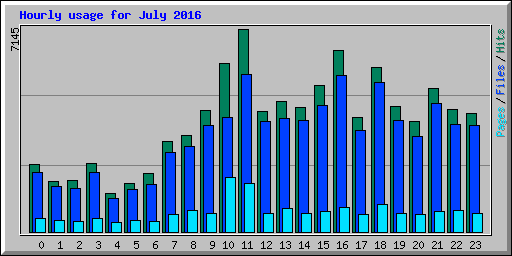 Hourly usage for July 2016
7145
Pages/Files/Hits
0 1 2 3 4 5 6 7 8 9 10 11 12 13 14 15 16 17 18 19 20 21 22 23